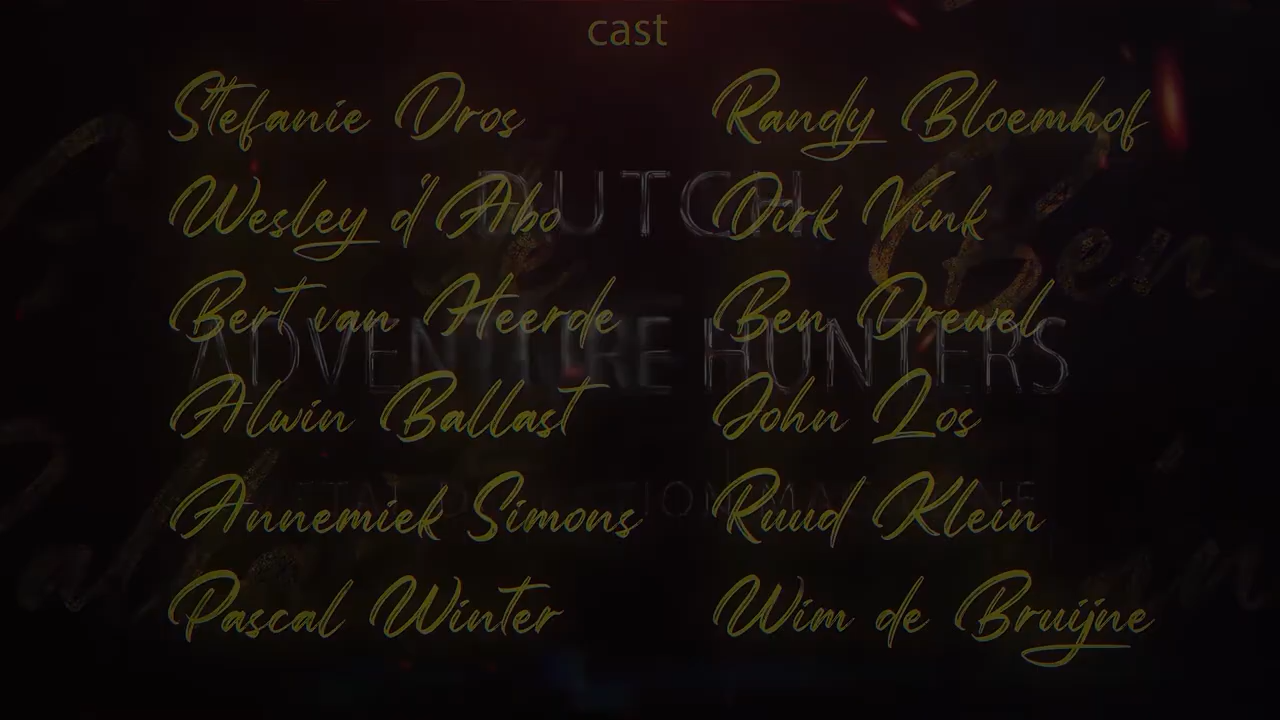 cast
Stefanie Dros
Randy Bloemhof
Wesley d'Abo
Dirk Vink
Bert van Heerde
Ben Drewel
Alwin Ballast
John Los
Annemiek Simons
Ruud Klein
Pascal Winter
Wim de Bruijne
DUTCH
ADVENTURE HUNTERS
Ben